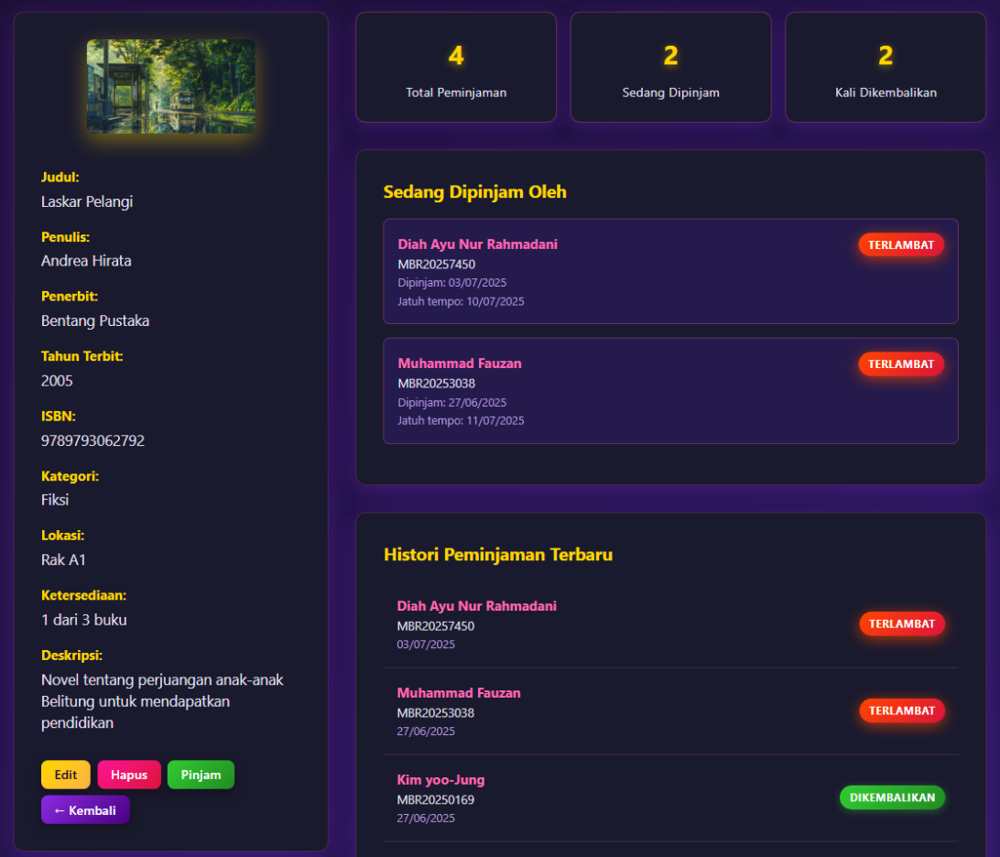 Judul:
Laskar Pelangi
Penulis:
Andrea Hirata
Penerbit:
Bentang Pustaka
Tahun Terbit:
2005
ISBN:
9789793062792
Kategori:
Fiksi
Lokasi:
Rak A1
Ketersediaan:
1 dari 3 buku
Deskripsi:
Novel tentang perjuangan anak-anak
Belitung untuk mendapatkan
pendidikan
Edit Hapus Pinjam
← Kembali
4
Total Peminjaman
2
Sedang Dipinjam
2
Kali Dikembalikan
Sedang Dipinjam Oleh
Diah Ayu Nur Rahmadani TERLAMBAT
MBR20257450
Dipinjam: 03/07/2025
Jatuh tempo: 10/07/2025
Muhammad Fauzan TERLAMBAT
MBR20253038
Dipinjam: 27/06/2025
Jatuh tempo: 11/07/2025
Histori Peminjaman Terbaru
Diah Ayu Nur Rahmadani
MBR20257450 TERLAMBAT
03/07/2025
Muhammad Fauzan
MBR20253038 TERLAMBAT
27/06/2025
Kim yoo-Jung
MBR20250169 DIKEMBALIKAN
27/06/2025